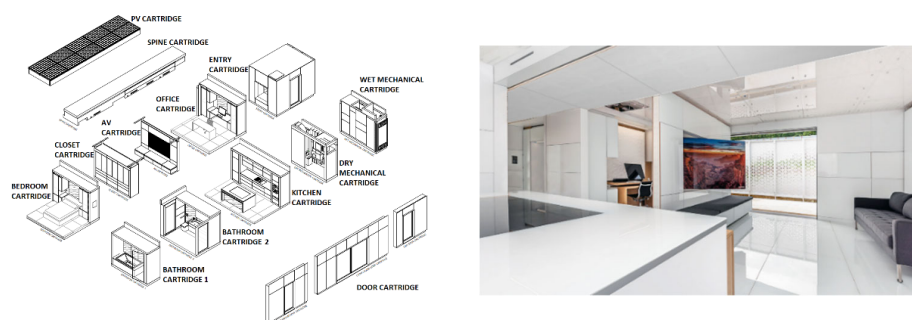 PV CARTRIDGE
SPINE CARTRIDGE
ENTRY
CARTRIDGE
WET MECHANICAL
CARTRIDGE
OFFICE
CARTRIDGE
AV
CARTRIDGE
CLOSET
CARTRIDGE
DRY
MECHANICAL
CARTRIDGE
BEDROOM
CARTRIDGE
KITCHEN
CARTRIDGE
BATHROOM
CARTRIDGE 2
BATHROOM
CARTRIDGE 1
DOOR CARTRIDGE